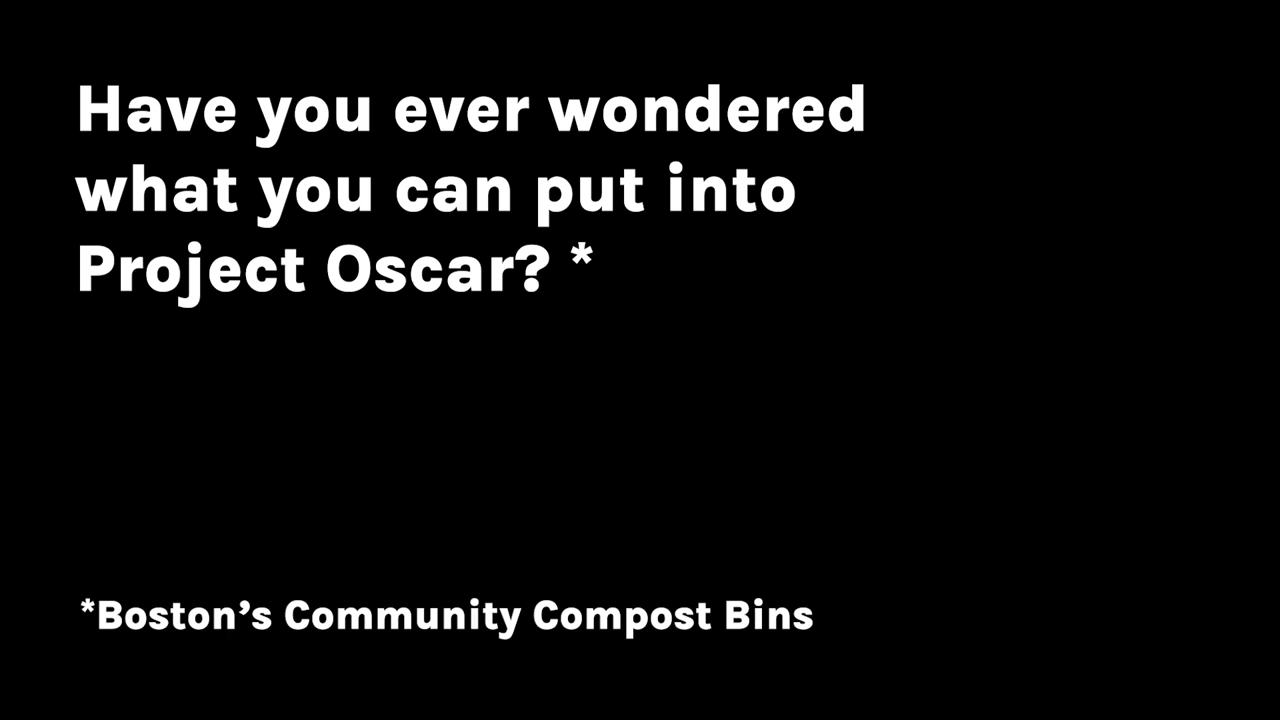 Have you ever wondered
what you can put into
Project Oscar? *
*Boston’s Community Compost Bins